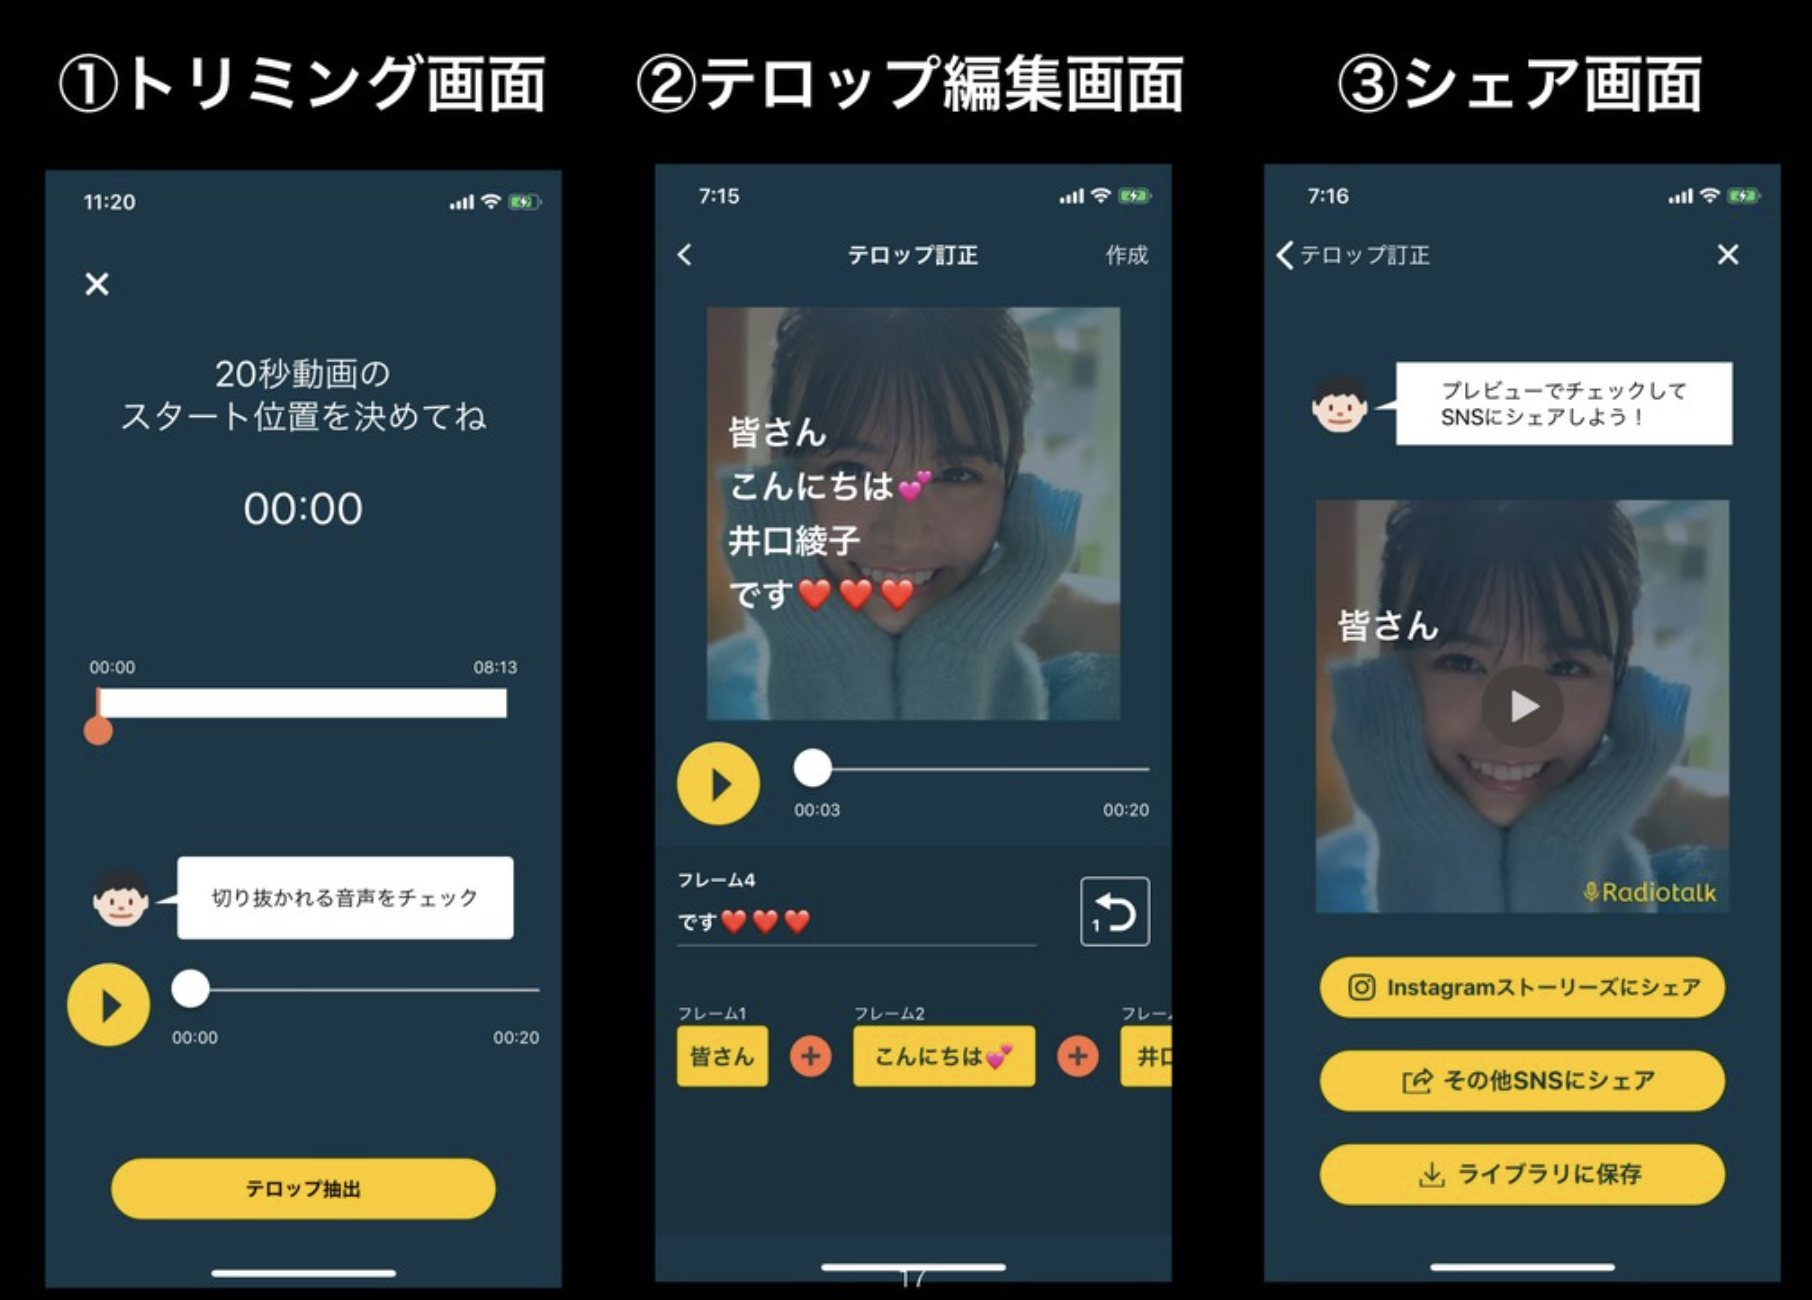 ①トリミング画面
②テロップ編集画面
③シェア画面
11:20
20秒動画の
スタート位置を決めてね
00:00
00:00
08:13
切り抜かれる音声をチェック
00:00
00:20
テロップ抽出
7:15
テロップ訂正
作成
皆さん
こんにちは💕
井口綾子
です❤️❤️❤️
00:03
00:20
フレーム4
です❤️❤️❤️
1
フレーム1
フレーム2
フレー
皆さん
こんにちは💕
井口
17
7:16
テロップ訂正
プレビューでチェックして
SNSにシェアしよう！
皆さん
Radiotalk
Instagramストーリーズにシェア
その他SNSにシェア
ライブラリに保存